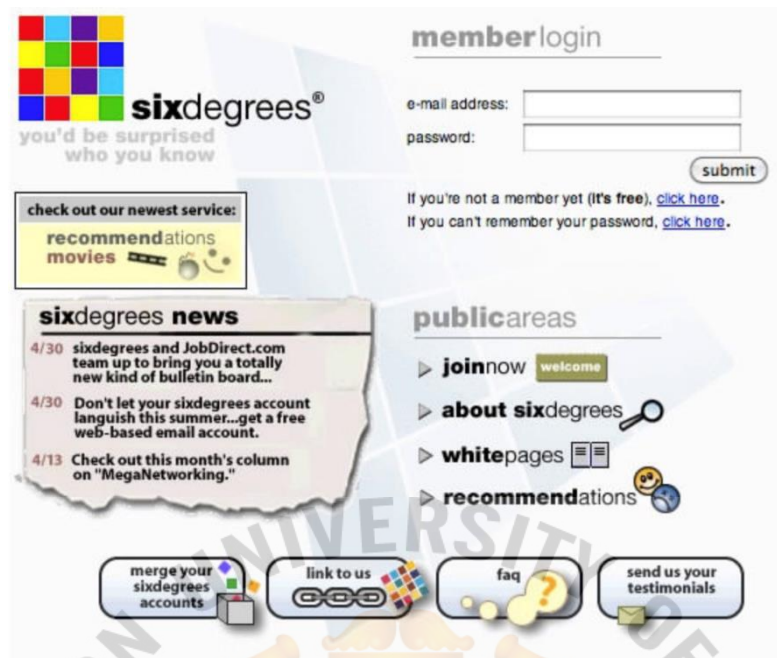 sixdegrees®
you'd be surprised
who you know
memberlogin
e-mail address:
password:
submit
If you're not a member yet (it's free), click here.
If you can't remember your password, click here.
check out our newest service:
recommendations
movies
sixdegrees news
4/30 sixdegrees and JobDirect.com
team up to bring you a totally
new kind of bulletin board...
4/30 Don't let your sixdegrees account
languish this summer...get a free
web-based email account.
4/13 Check out this month's column
on "MegaNetworking."
publicareas
joinnow welcome
about sixdegrees
whitepages
recommendations
merge your
sixdegrees
accounts
link to us
faq
?
send us your
testimonials
UNIVERSITY OF